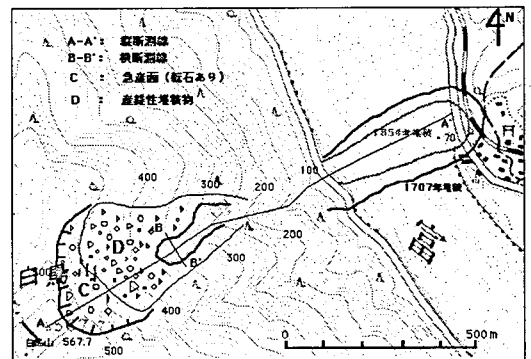 N
A-A': 縦断測線
B-B': 横断測線
C : 急崖面(転石あり)
D : 崖錐性堆積物
1854年堆積
A'
70
1707年堆積
100
200
300
400
200
300
400
500
D
C
B
B'
A
白鳥山 567.7
富
0 500m